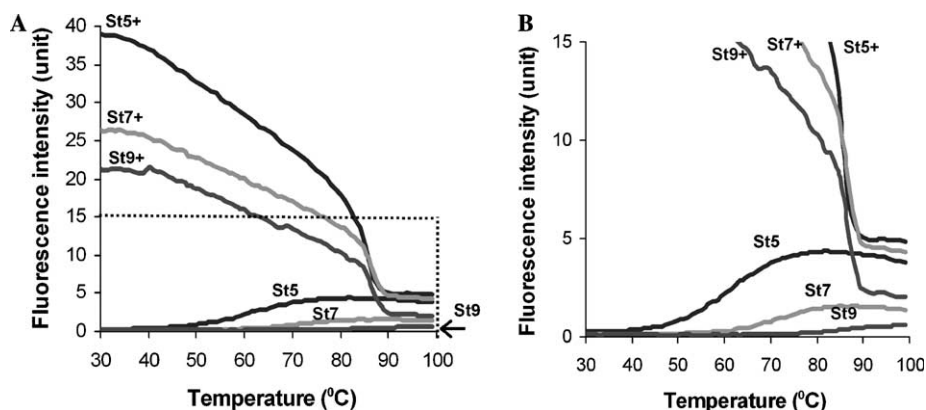 A
St5+
St7+
St9+
St5
St7
St9
40
35
30
25
20
15
10
5
0
30 40 50 60 70 80 90 100
Fluorescence intensity (unit)
Temperature (⁰C)
B
St9+
St7+
St5+
St5
St7
St9
15
10
5
0
30 40 50 60 70 80 90 100
Fluorescence intensity (unit)
Temperature (⁰C)